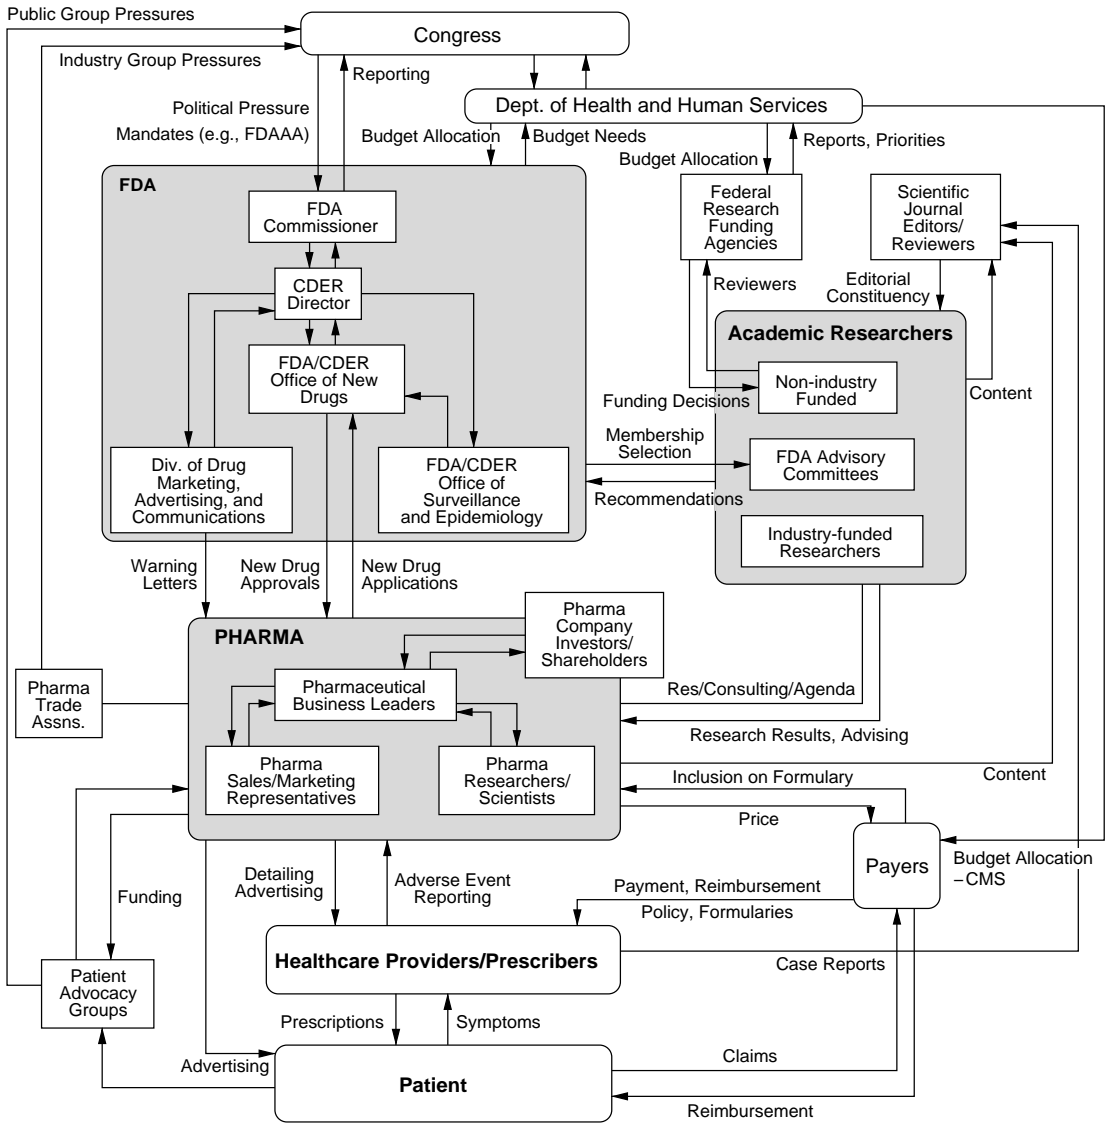 Public Group Pressures
Congress
Industry Group Pressures
Reporting
Political Pressure
Mandates (e.g., FDAAA)
Dept. of Health and Human Services
Budget Allocation
Budget Needs
Budget Allocation
Reports, Priorities
FDA
FDA
Commissioner
Federal
Research
Funding
Agencies
Scientific
Journal
Editors/
Reviewers
CDER
Director
Reviewers
Editorial
Constituency
Academic Researchers
FDA/CDER
Office of New
Drugs
Non-industry
Funded
Funding Decisions
Content
Membership
Selection
FDA Advisory
Committees
Recommendations
Div. of Drug
Marketing,
Advertising, and
Communications
FDA/CDER
Office of
Surveillance
and Epidemiology
Industry-funded
Researchers
Warning
Letters
New Drug
Approvals
New Drug
Applications
PHARMA
Pharma
Company
Investors/
Shareholders
Pharma
Trade
Assns.
Pharmaceutical
Business Leaders
Res/Consulting/Agenda
Research Results, Advising
Pharma
Sales/Marketing
Representatives
Pharma
Researchers/
Scientists
Inclusion on Formulary
Content
Price
Payers
Budget Allocation
–CMS
Funding
Detailing
Advertising
Adverse Event
Reporting
Payment, Reimbursement
Policy, Formularies
Healthcare Providers/Prescribers
Case Reports
Patient
Advocacy
Groups
Prescriptions
Symptoms
Advertising
Patient
Claims
Reimbursement